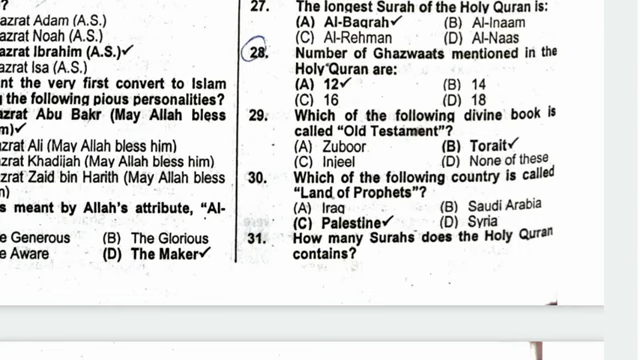 ?
azrat Adam (A.S.)
azrat Noah (A.S.)
azrat Ibrahim (A.S.)✓
azrat Isa (A.S.)
nt the very first convert to Islam
the following pious personalities?
azrat Abu Bakr (May Allah bless
m)✓
zrat Ali (May Allah bless him)
zrat Khadijah (May Allah bless him)
zrat Zaid bin Harith (May Allah bless
n)
s meant by Allah's attribute, "Al-
e Generous (B) The Glorious
e Aware (D) The Maker✓
27. The longest Surah of the Holy Quran is:
(A) Al-Baqrah✓ (B) Al-Inaam
(C) Al-Rehman (D) Al-Naas
28. Number of Ghazwaats mentioned in the
Holy Quran are:
(A) 12✓ (B) 14
(C) 16 (D) 18
29. Which of the following divine book is
called "Old Testament"?
(A) Zuboor (B) Torait✓
(C) Injeel (D) None of these
30. Which of the following country is called
"Land of Prophets"?
(A) Iraq (B) Saudi Arabia
(C) Palestine✓ (D) Syria
31. How many Surahs does the Holy Quran
contains?